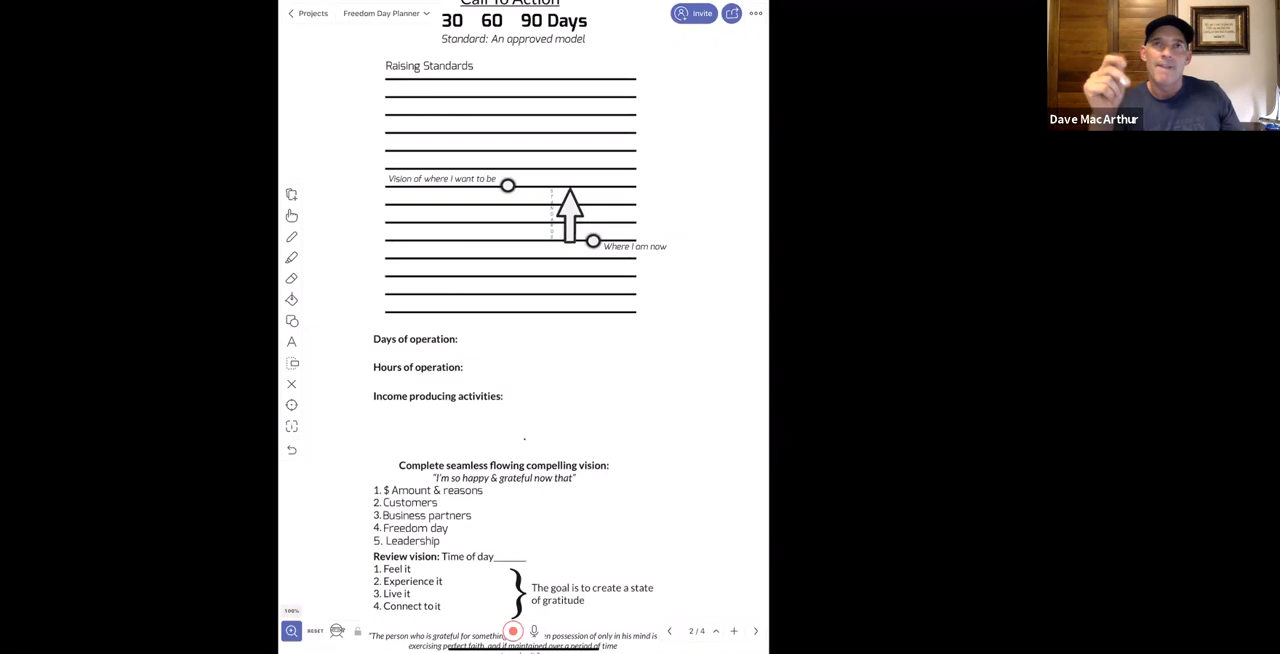 Call To Action
Projects
Freedom Day Planner
30 60 90 Days
Invite
Standard: An approved model
Dave MacArthur
Raising Standards
Vision of where I want to be
STANDARDS
Where I am now
Days of operation:
Hours of operation:
Income producing activities:
Complete seamless flowing compelling vision:
"I'm so happy & grateful now that"
1. $ Amount & reasons
2. Customers
3. Business partners
4. Freedom day
5. Leadership
Review vision: Time of day______
1. Feel it
2. Experience it
3. Live it
4. Connect to it
The goal is to create a state
of gratitude
100%
RESET
2 / 4
"The person who is grateful for something n possession of only in his mind is
exercising perfect faith, and if maintained over a period of time